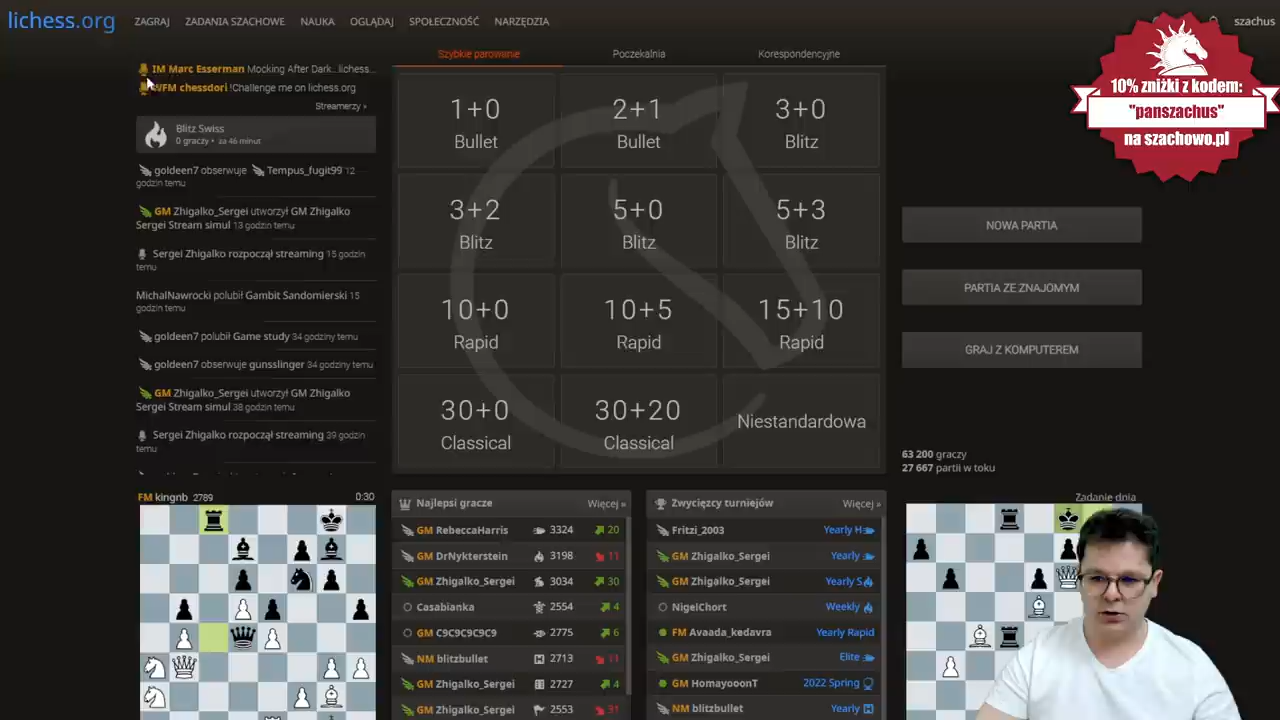 lichess.org
ZAGRAJ
ZADANIA SZACHOWE
NAUKA
OGLĄDAJ
SPOŁECZNOŚĆ
NARZĘDZIA
szachus
IM Marc Esserman Mocking After Dark...lichess...
WFM chessdori !Challenge me on lichess.org
Streamerzy »
Blitz Swiss
0 graczy • za 46 minut
goldeen7 obserwuje Tempus_fugit99 12
godzin temu
GM Zhigalko_Sergei utworzył GM Zhigalko
Sergei Stream simul 13 godzin temu
Sergei Zhigalko rozpoczął streaming 15 godzin
temu
MichalNawrocki polubił Gambit Sandomierski 15
godzin temu
goldeen7 polubił Game study 34 godziny temu
goldeen7 obserwuje gunsslinger 34 godziny temu
GM Zhigalko_Sergei utworzył GM Zhigalko
Sergei Stream simul 38 godzin temu
Sergei Zhigalko rozpoczął streaming 39 godzin
temu
Szybkie parowanie
Poczekalnia
Korespondencyjne
1+0
Bullet
2+1
Bullet
3+0
Blitz
3+2
Blitz
5+0
Blitz
5+3
Blitz
10+0
Rapid
10+5
Rapid
15+10
Rapid
30+0
Classical
30+20
Classical
Niestandardowa
10% zniżki z kodem:
"panszachus"
na szachowo.pl
NOWA PARTIA
PARTIA ZE ZNAJOMYM
GRAJ Z KOMPUTEREM
63 200 graczy
27 667 partii w toku
FM kingnb 2789
0:30
Najlepsi gracze
Więcej »
GM RebeccaHarris 3324 20
GM DrNykterstein 3198 11
GM Zhigalko_Sergei 3034 30
Casabianka 2554 4
GM C9C9C9C9C9 2775 6
NM blitzbullet 2713 11
GM Zhigalko_Sergei 2727 4
GM Zhigalko_Sergei 2553 31
Zwycięzcy turniejów
Więcej »
Fritzi_2003 Yearly H
GM Zhigalko_Sergei Yearly
GM Zhigalko_Sergei Yearly S
NigelChort Weekly
FM Avaada_kedavra Yearly Rapid
GM Zhigalko_Sergei Elite
GM HomayooonT 2022 Spring
NM blitzbullet Yearly
Zadanie dnia